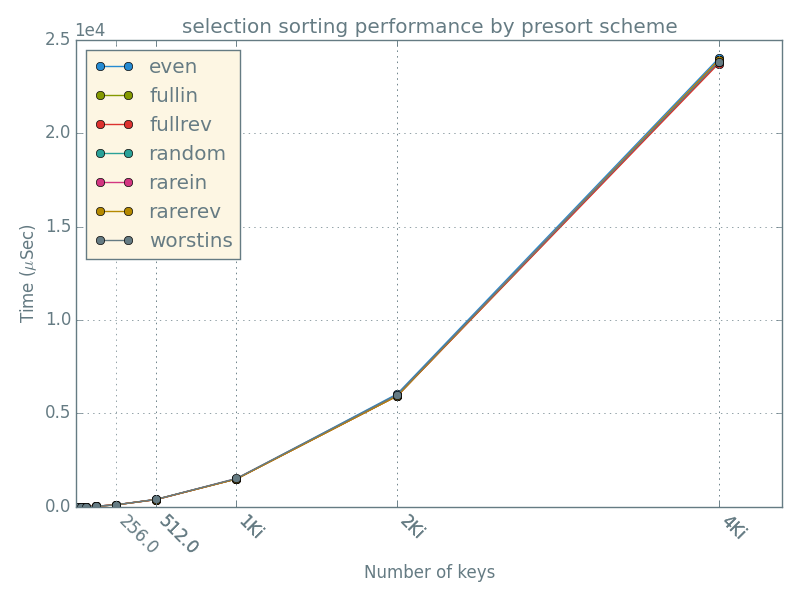 selection sorting performance by presort scheme
1e4
2.5
2.0
1.5
1.0
0.5
0.0
Time (μSec)
even
fullin
fullrev
random
rarein
rarerev
worstins
256.0
512.0
1Ki
2Ki
4Ki
Number of keys